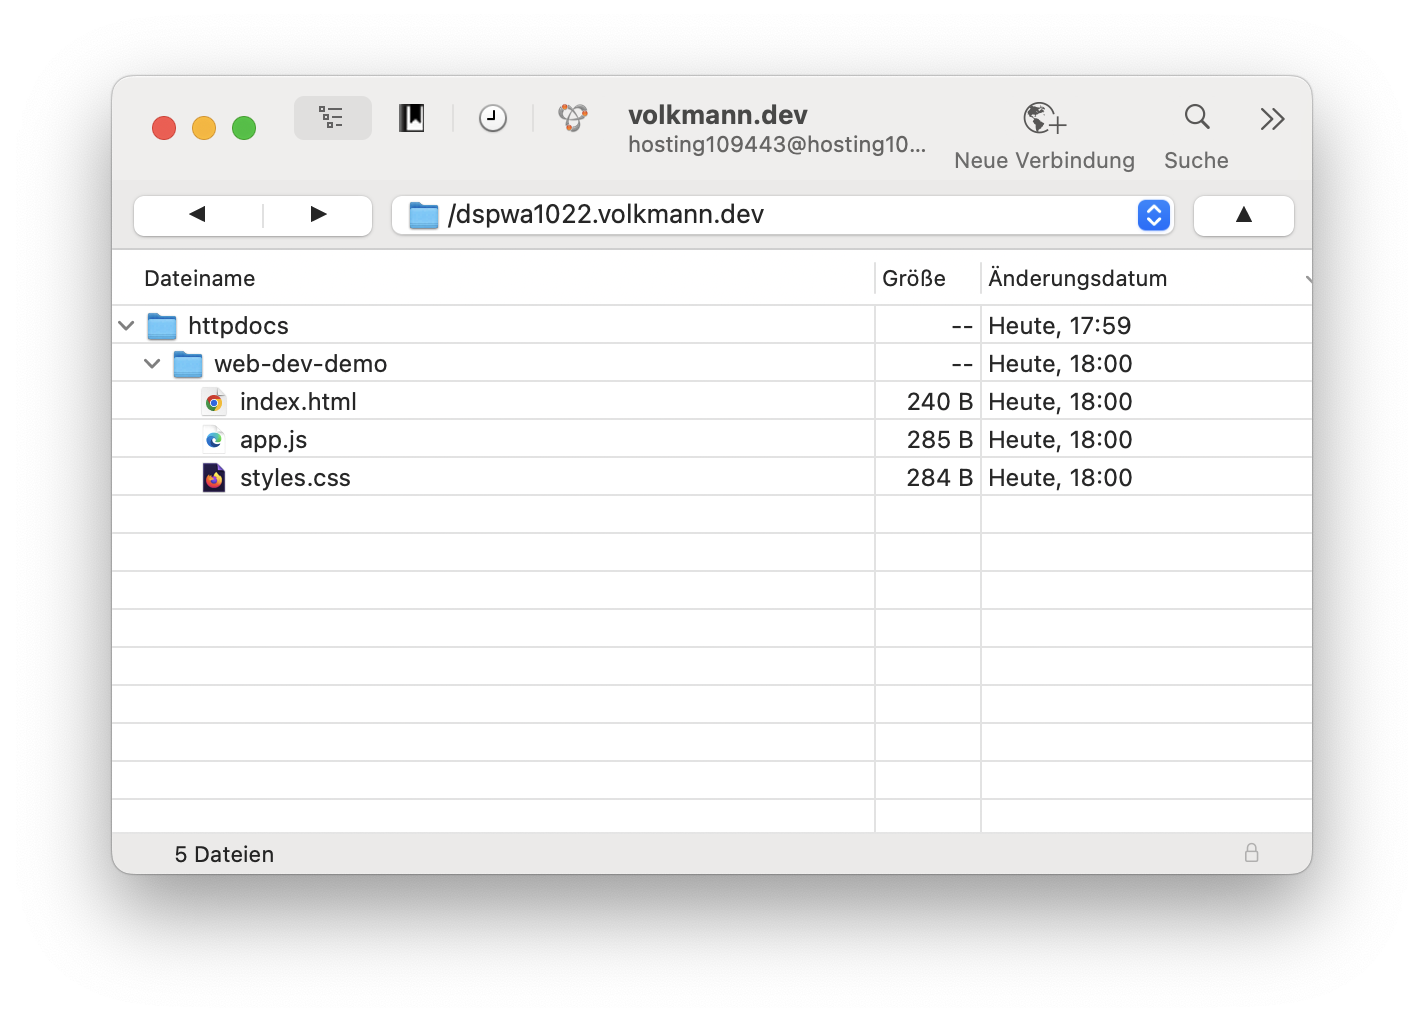 volkmann.dev
hosting109443@hosting10...
Neue Verbindung
Suche
/dspwa1022.volkmann.dev
Dateiname Größe Änderungsdatum
httpdocs -- Heute, 17:59
web-dev-demo -- Heute, 18:00
index.html 240 B Heute, 18:00
app.js 285 B Heute, 18:00
styles.css 284 B Heute, 18:00
5 Dateien